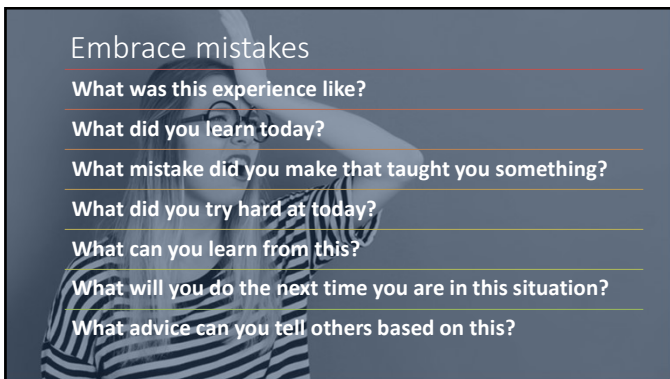 Embrace mistakes
What was this experience like?
What did you learn today?
What mistake did you make that taught you something?
What did you try hard at today?
What can you learn from this?
What will you do the next time you are in this situation?
What advice can you tell others based on this?